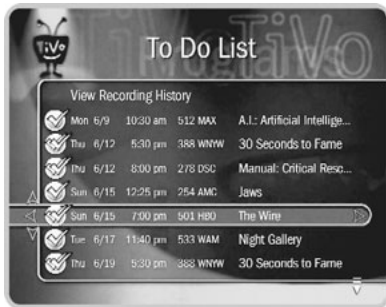 TiVo
To Do List
View Recording History
Mon 6/9 10:30 am 512 MAX A.I.: Artificial Intellige...
Thu 6/12 5:30 pm 388 WNYW 30 Seconds to Fame
Thu 6/12 8:00 pm 278 DSC Manual: Critical Resc...
Sun 6/15 12:25 pm 254 AMC Jaws
Sun 6/15 7:00 pm 501 HBO The Wire
Tue 6/17 11:40 pm 533 WAM Night Gallery
Thu 6/19 5:30 pm 388 WNYW 30 Seconds to Fame